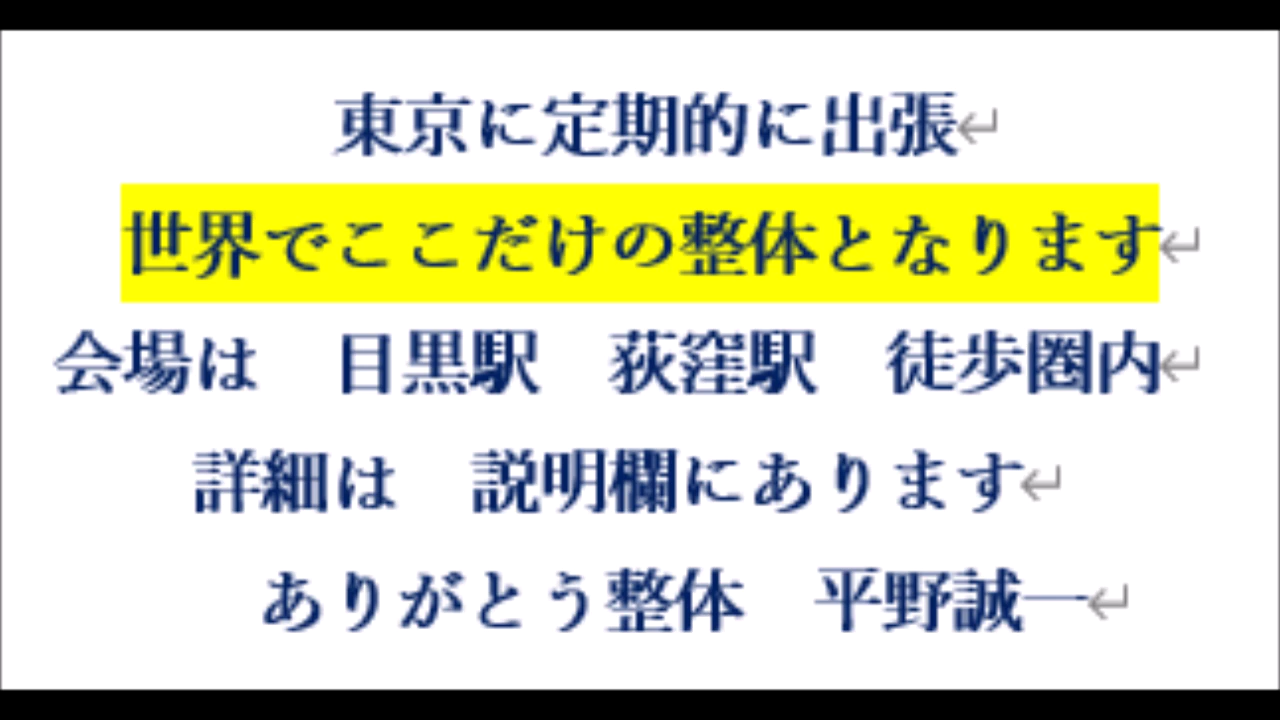 東京に定期的に出張
世界でここだけの整体となります
会場は　目黒駅　荻窪駅　徒歩圏内
詳細は　説明欄にあります
ありがとう整体　平野誠一